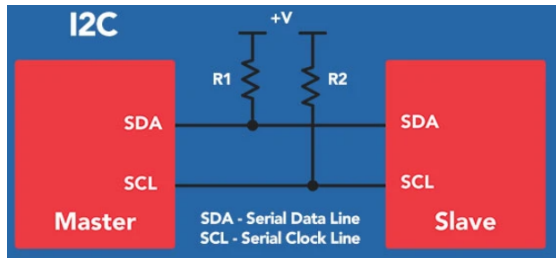 I2C
+V
R1
R2
SDA
SDA
SCL
SCL
Master
SDA - Serial Data Line
SCL - Serial Clock Line
Slave